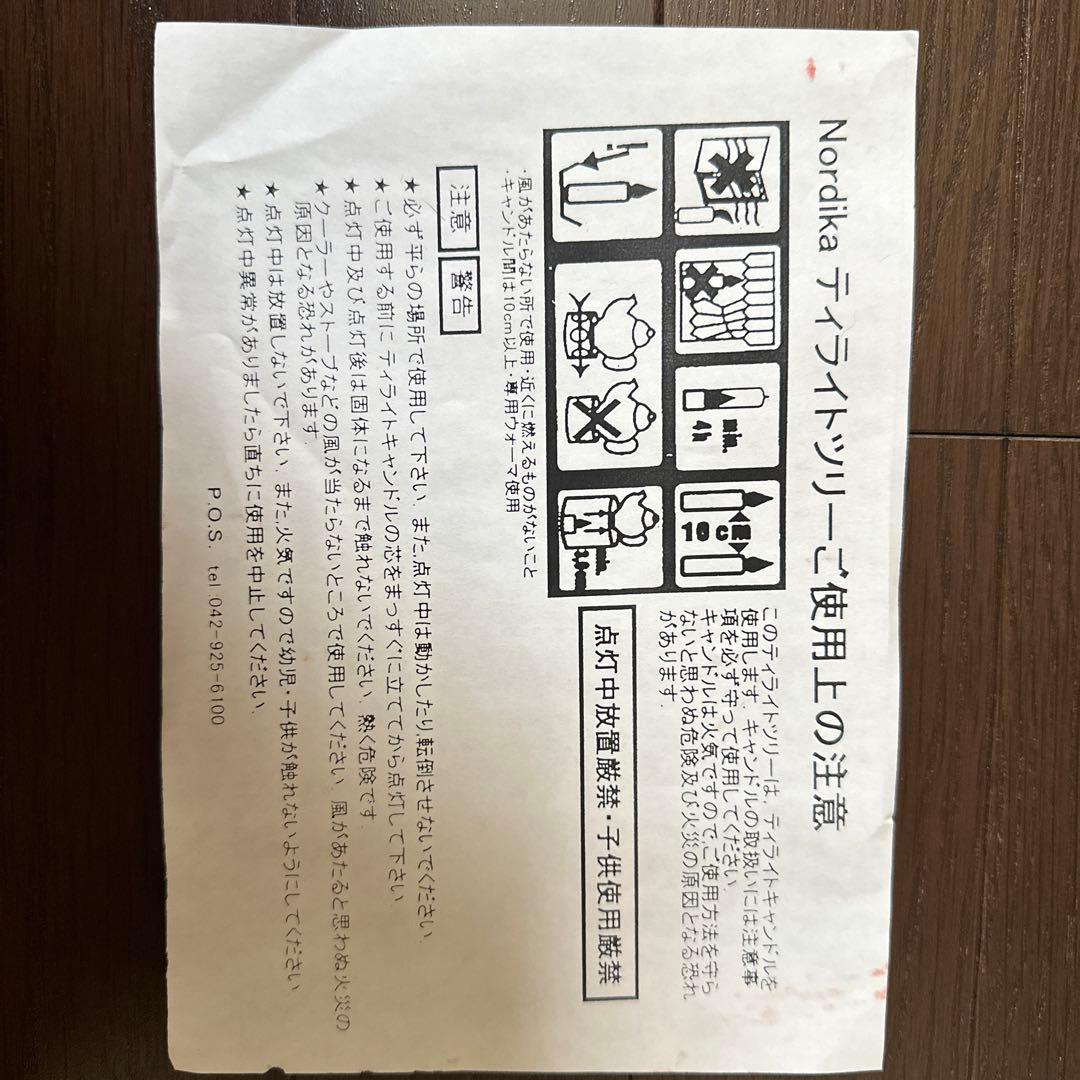 Nordika ティライトツリーご使用上の注意
min.
4h
10 cm
このティライトツリーは、ティライトキャンドルを
使用します。キャンドルの取扱いには注意事
項を必ず守って使用してください。
キャンドルは火気ですので、ご使用方法を守ら
ないと思わぬ危険及び火災の原因となる恐れ
があります。
点灯中放置厳禁・子供使用厳禁
・風があたらない所で使用・近くに燃えるものがないこと
・キャンドル間は10cm以上・専用ウォーマ使用
注意 警告
★必ず平らの場所で使用して下さい。また、点灯中は動かしたり、転倒させないでください。
★ご使用する前にティライトキャンドルの芯をまっすぐに立ててから点灯して下さい
★点灯中及び点灯後は固体になるまで触れないでください。熱く危険です。
★クーラーやストーブなどの風が当たらないところで使用してください。風があたると思わぬ火災の
原因となる恐れがあります。
★点灯中は放置しないで下さい。また、火気ですので幼児・子供が触れないようにしてください
★点灯中異常がありましたら直ちに使用を中止してください。
P.O.S. tel 042-925-6100